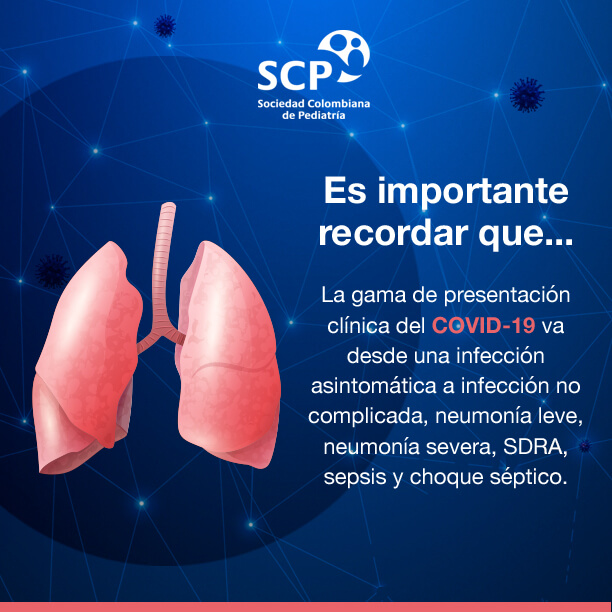 SCP
Sociedad Colombiana
de Pediatría
Es importante
recordar que...
La gama de presentación
clínica del COVID-19 va
desde una infección
asintomática a infección no
complicada, neumonía leve,
neumonía severa, SDRA,
sepsis y choque séptico.